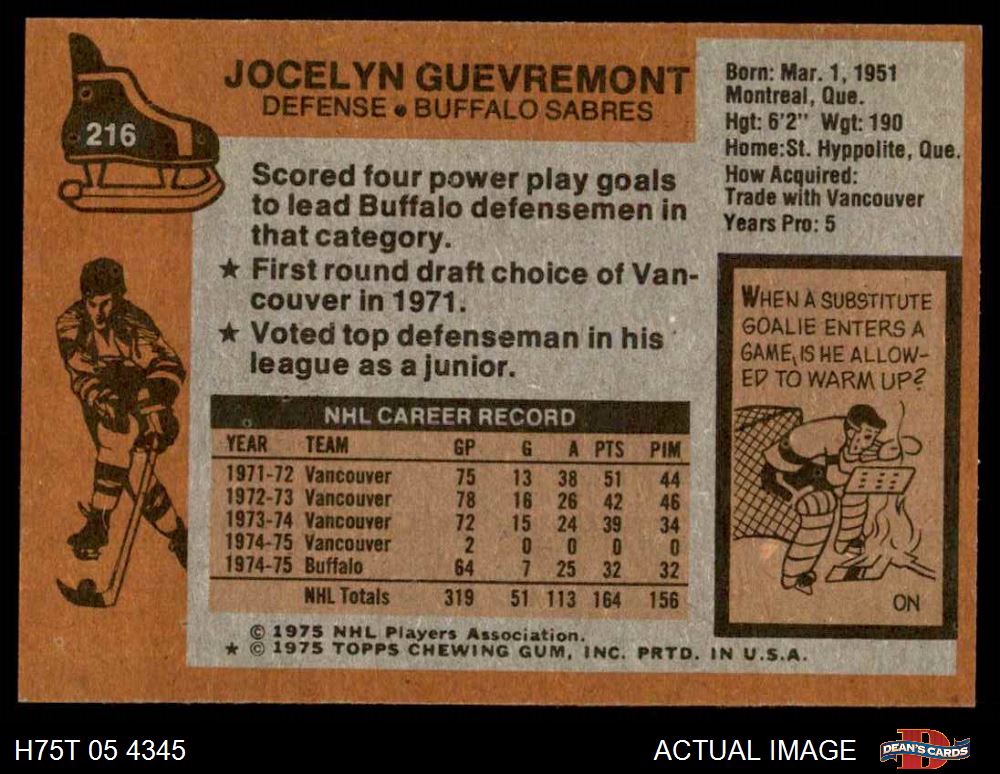 216
JOCELYN GUEVREMONT
DEFENSE • BUFFALO SABRES
Born: Mar. 1, 1951
Montreal, Que.
Hgt: 6'2" Wgt: 190
Home:St. Hyppolite, Que.
How Acquired:
Trade with Vancouver
Years Pro: 5
Scored four power play goals
to lead Buffalo defensemen in
that category.
★ First round draft choice of Van-
couver in 1971.
★ Voted top defenseman in his
league as a junior.
NHL CAREER RECORD
YEAR TEAM GP G A PTS PIM
1971-72 Vancouver 75 13 38 51 44
1972-73 Vancouver 78 16 26 42 46
1973-74 Vancouver 72 15 24 39 34
1974-75 Vancouver 2 0 0 0 0
1974-75 Buffalo 64 7 25 32 32
NHL Totals 319 51 113 164 156
WHEN A SUBSTITUTE
GOALIE ENTERS A
GAME, IS HE ALLOW-
ED TO WARM UP?
ON
© 1975 NHL Players Association.
★ © 1975 TOPPS CHEWING GUM, INC. PRTD. IN U.S.A.
H75T 05 4345
ACTUAL IMAGE
DEAN'S CARDS